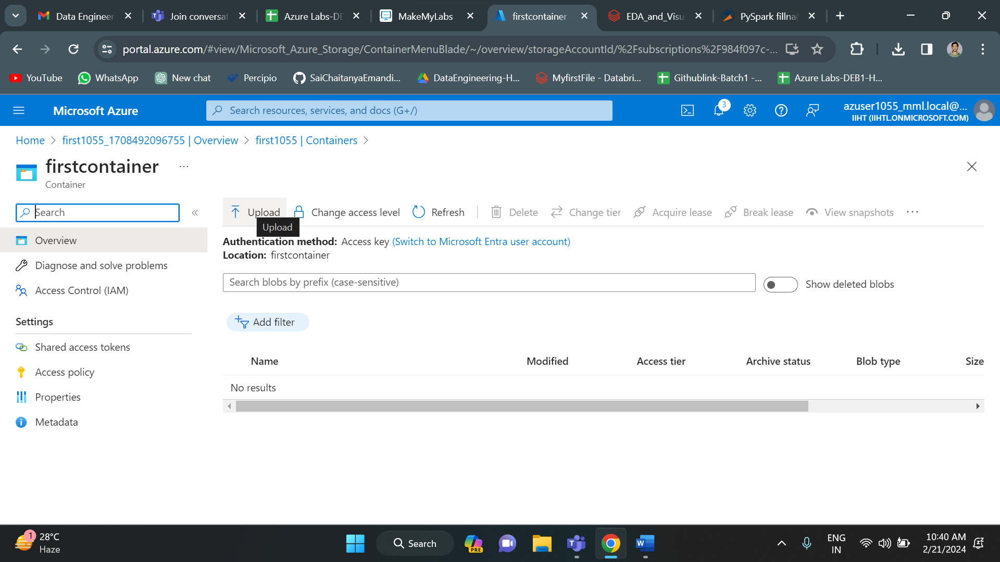 Data Engineer
Join conversat
Azure Labs-DE
MakeMyLabs
firstcontainer
EDA_and_Visu
PySpark fillna(
portal.azure.com/#view/Microsoft_Azure_Storage/ContainerMenuBlade/~/overview/storageAccountId/%2Fsubscriptions%2F984f097c-...
YouTube
WhatsApp
New chat
Percipio
SaiChaitanyaEmandi...
DataEngineering-H...
MyfirstFile - Databri...
Githublink-Batch1 -...
Azure Labs-DEB1-H...
Microsoft Azure
Search resources, services, and docs (G+/)
3
azuser1055_mml.local@...
IIHT (IIHTL.ONMICROSOFT.COM)
Home > first1055_1708492096755 | Overview > first1055 | Containers >
firstcontainer ...
Container
Search
«
Upload
Change access level
Refresh
Delete
Change tier
Acquire lease
Break lease
View snapshots
...
Upload
Overview
Diagnose and solve problems
Access Control (IAM)
Settings
Shared access tokens
Access policy
Properties
Metadata
Authentication method: Access key (Switch to Microsoft Entra user account)
Location: firstcontainer
Search blobs by prefix (case-sensitive)
Show deleted blobs
Add filter
Name Modified Access tier Archive status Blob type Size
No results
1
28°C
Haze
Search
PRE
ENG
IN
10:40 AM
2/21/2024